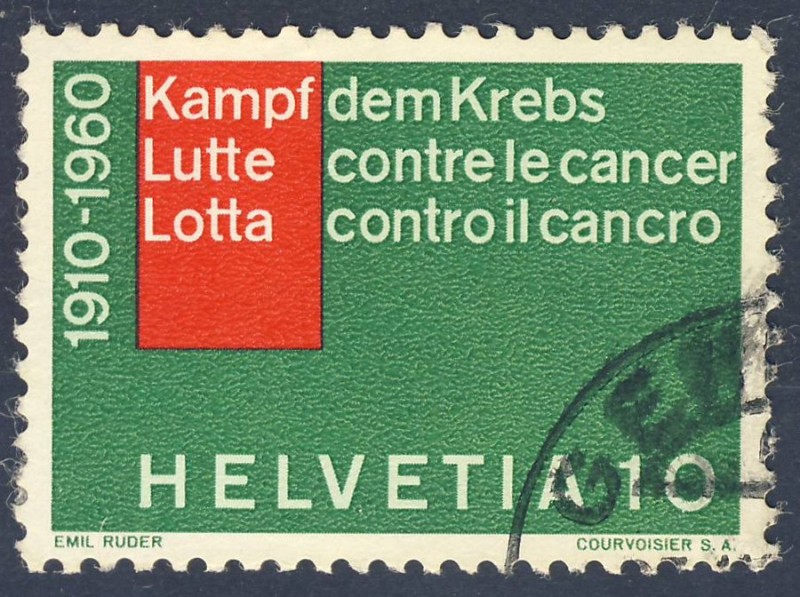 1910-1960
Kampf dem Krebs
Lutte contre le cancer
Lotta contro il cancro
HELVETIA 10
EMIL RUDER
COURVOISIER S. A.